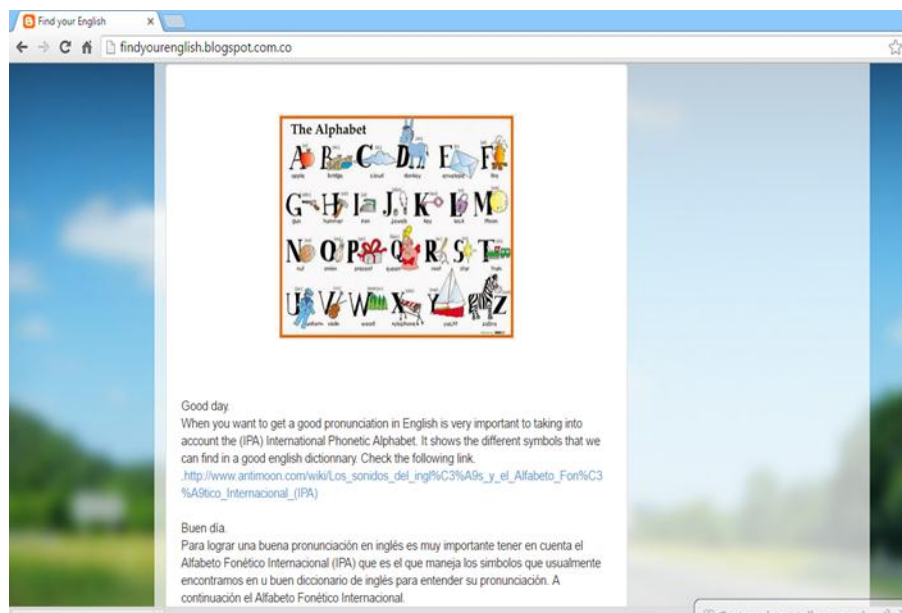 Find your English
findyourenglish.blogspot.com.co
The Alphabet
A B C D E F
apple bridge cloud donkey envelope
G H I J K L M
gun hammer iron jewels key lock moon
N O P Q R S T
nut onion present queen roof star train
U V W X Y Z
uniform violin wood xylophone yacht zebra
Good day.
When you want to get a good pronunciation in English is very important to taking into
account the (IPA) International Phonetic Alphabet. It shows the different symbols that we
can find in a good english dictionnary. Check the following link.
.http://www.antimoon.com/wiki/Los_sonidos_del_ingl%C3%A9s_y_el_Alfabeto_Fon%C3
%A9tico_Internacional_(IPA)
Buen día.
Para lograr una buena pronunciación en inglés es muy importante tener en cuenta el
Alfabeto Fonético Internacional (IPA) que es el que maneja los simbolos que usualmente
encontramos en u buen diccionario de inglés para entender su pronunciación. A
continuación el Alfabeto Fonético Internacional.